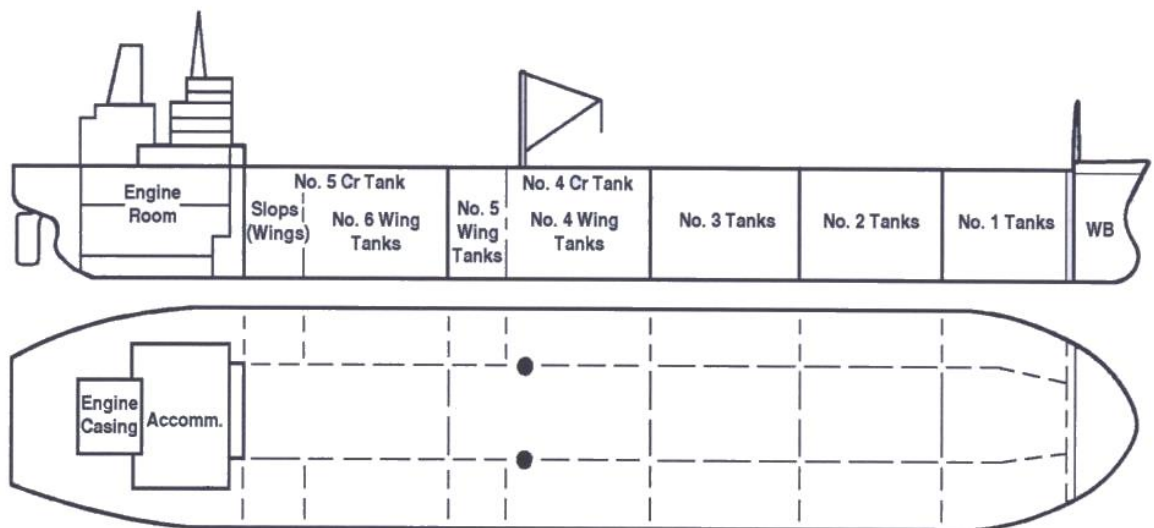 No. 5 Cr Tank
No. 4 Cr Tank
Engine
Room
Slops
(Wings)
No. 6 Wing
Tanks
No. 5
Wing
Tanks
No. 4 Wing
Tanks
No. 3 Tanks
No. 2 Tanks
No. 1 Tanks
WB
Engine
Casing
Accomm.